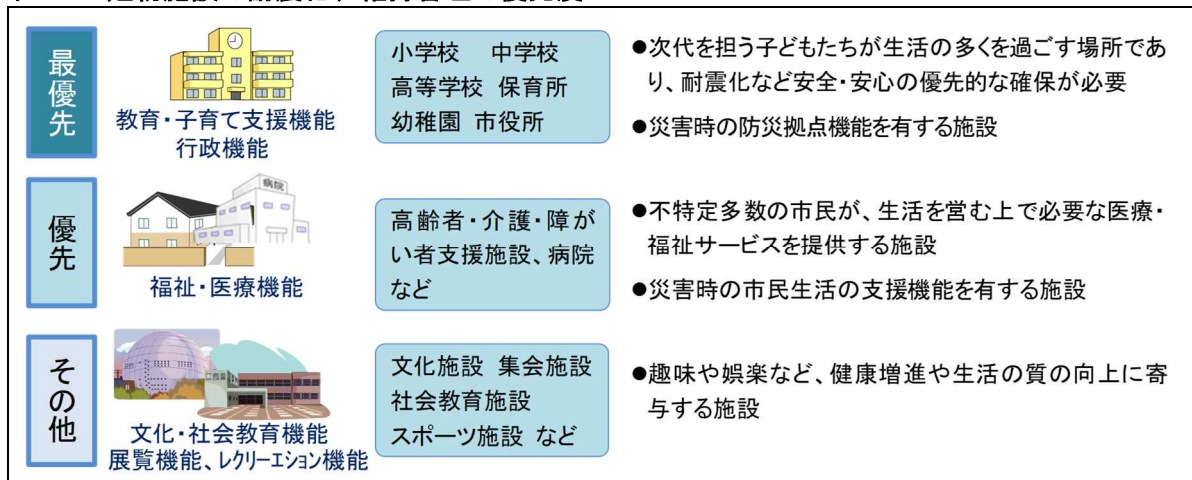 最優先
教育・子育て支援機能
行政機能
小学校 中学校
高等学校 保育所
幼稚園 市役所
●次代を担う子どもたちが生活の多くを過ごす場所であ
り、耐震化など安全・安心の優先的な確保が必要
●災害時の防災拠点機能を有する施設
優先
病院
福祉・医療機能
高齢者・介護・障が
い者支援施設、病院
など
●不特定多数の市民が、生活を営む上で必要な医療・
福祉サービスを提供する施設
●災害時の市民生活の支援機能を有する施設
その他
文化・社会教育機能
展覧機能、レクリーエション機能
文化施設 集会施設
社会教育施設
スポーツ施設 など
●趣味や娯楽など、健康増進や生活の質の向上に寄
与する施設